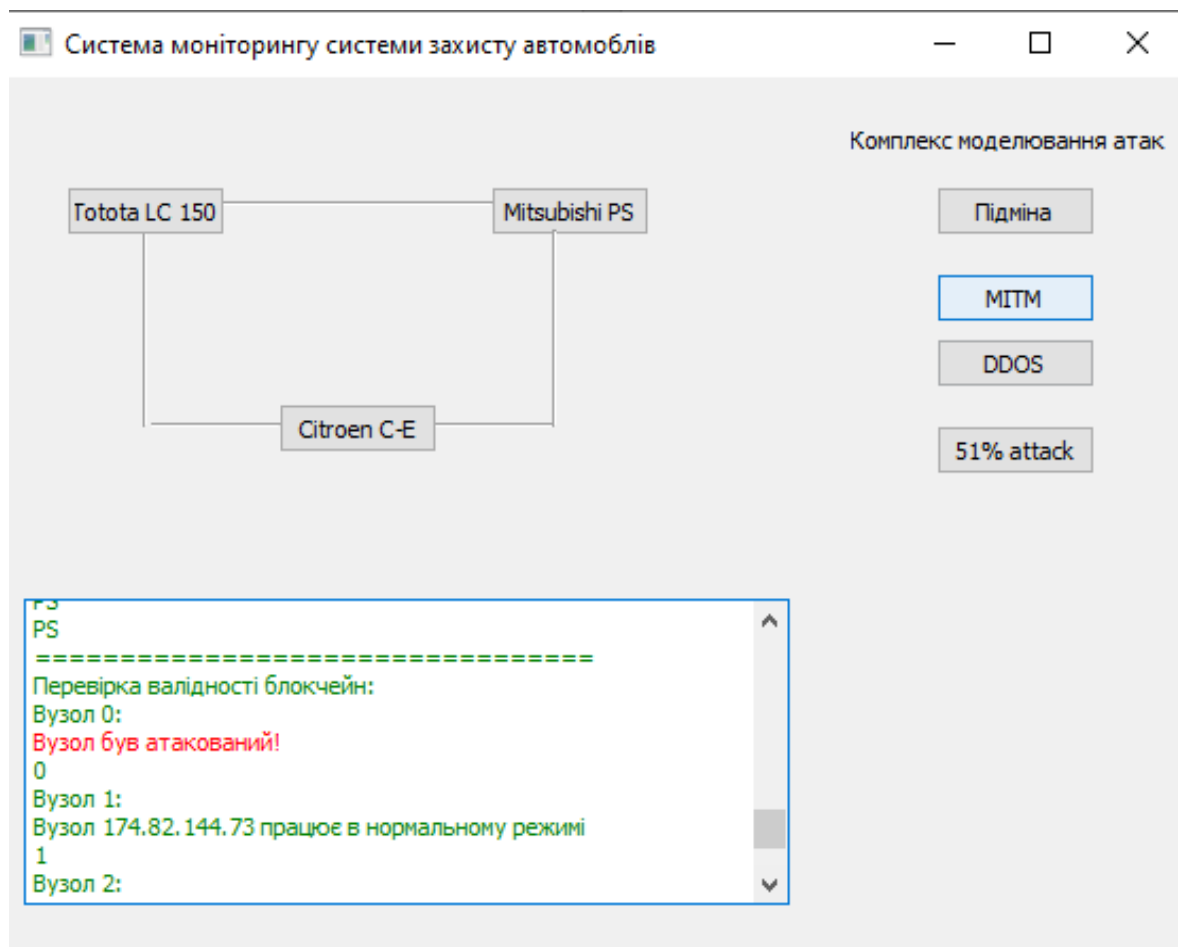 Система моніторингу системи захисту автомоблів
Комплекс моделювання атак
Totota LC 150
Mitsubishi PS
Підміна
MITM
DDOS
Citroen C-E
51% attack
PS
PS
=================================
Перевірка валідності блокчейн:
Вузол 0:
Вузол був атакований!
0
Вузол 1:
Вузол 174.82.144.73 працює в нормальному режимі
1
Вузол 2: